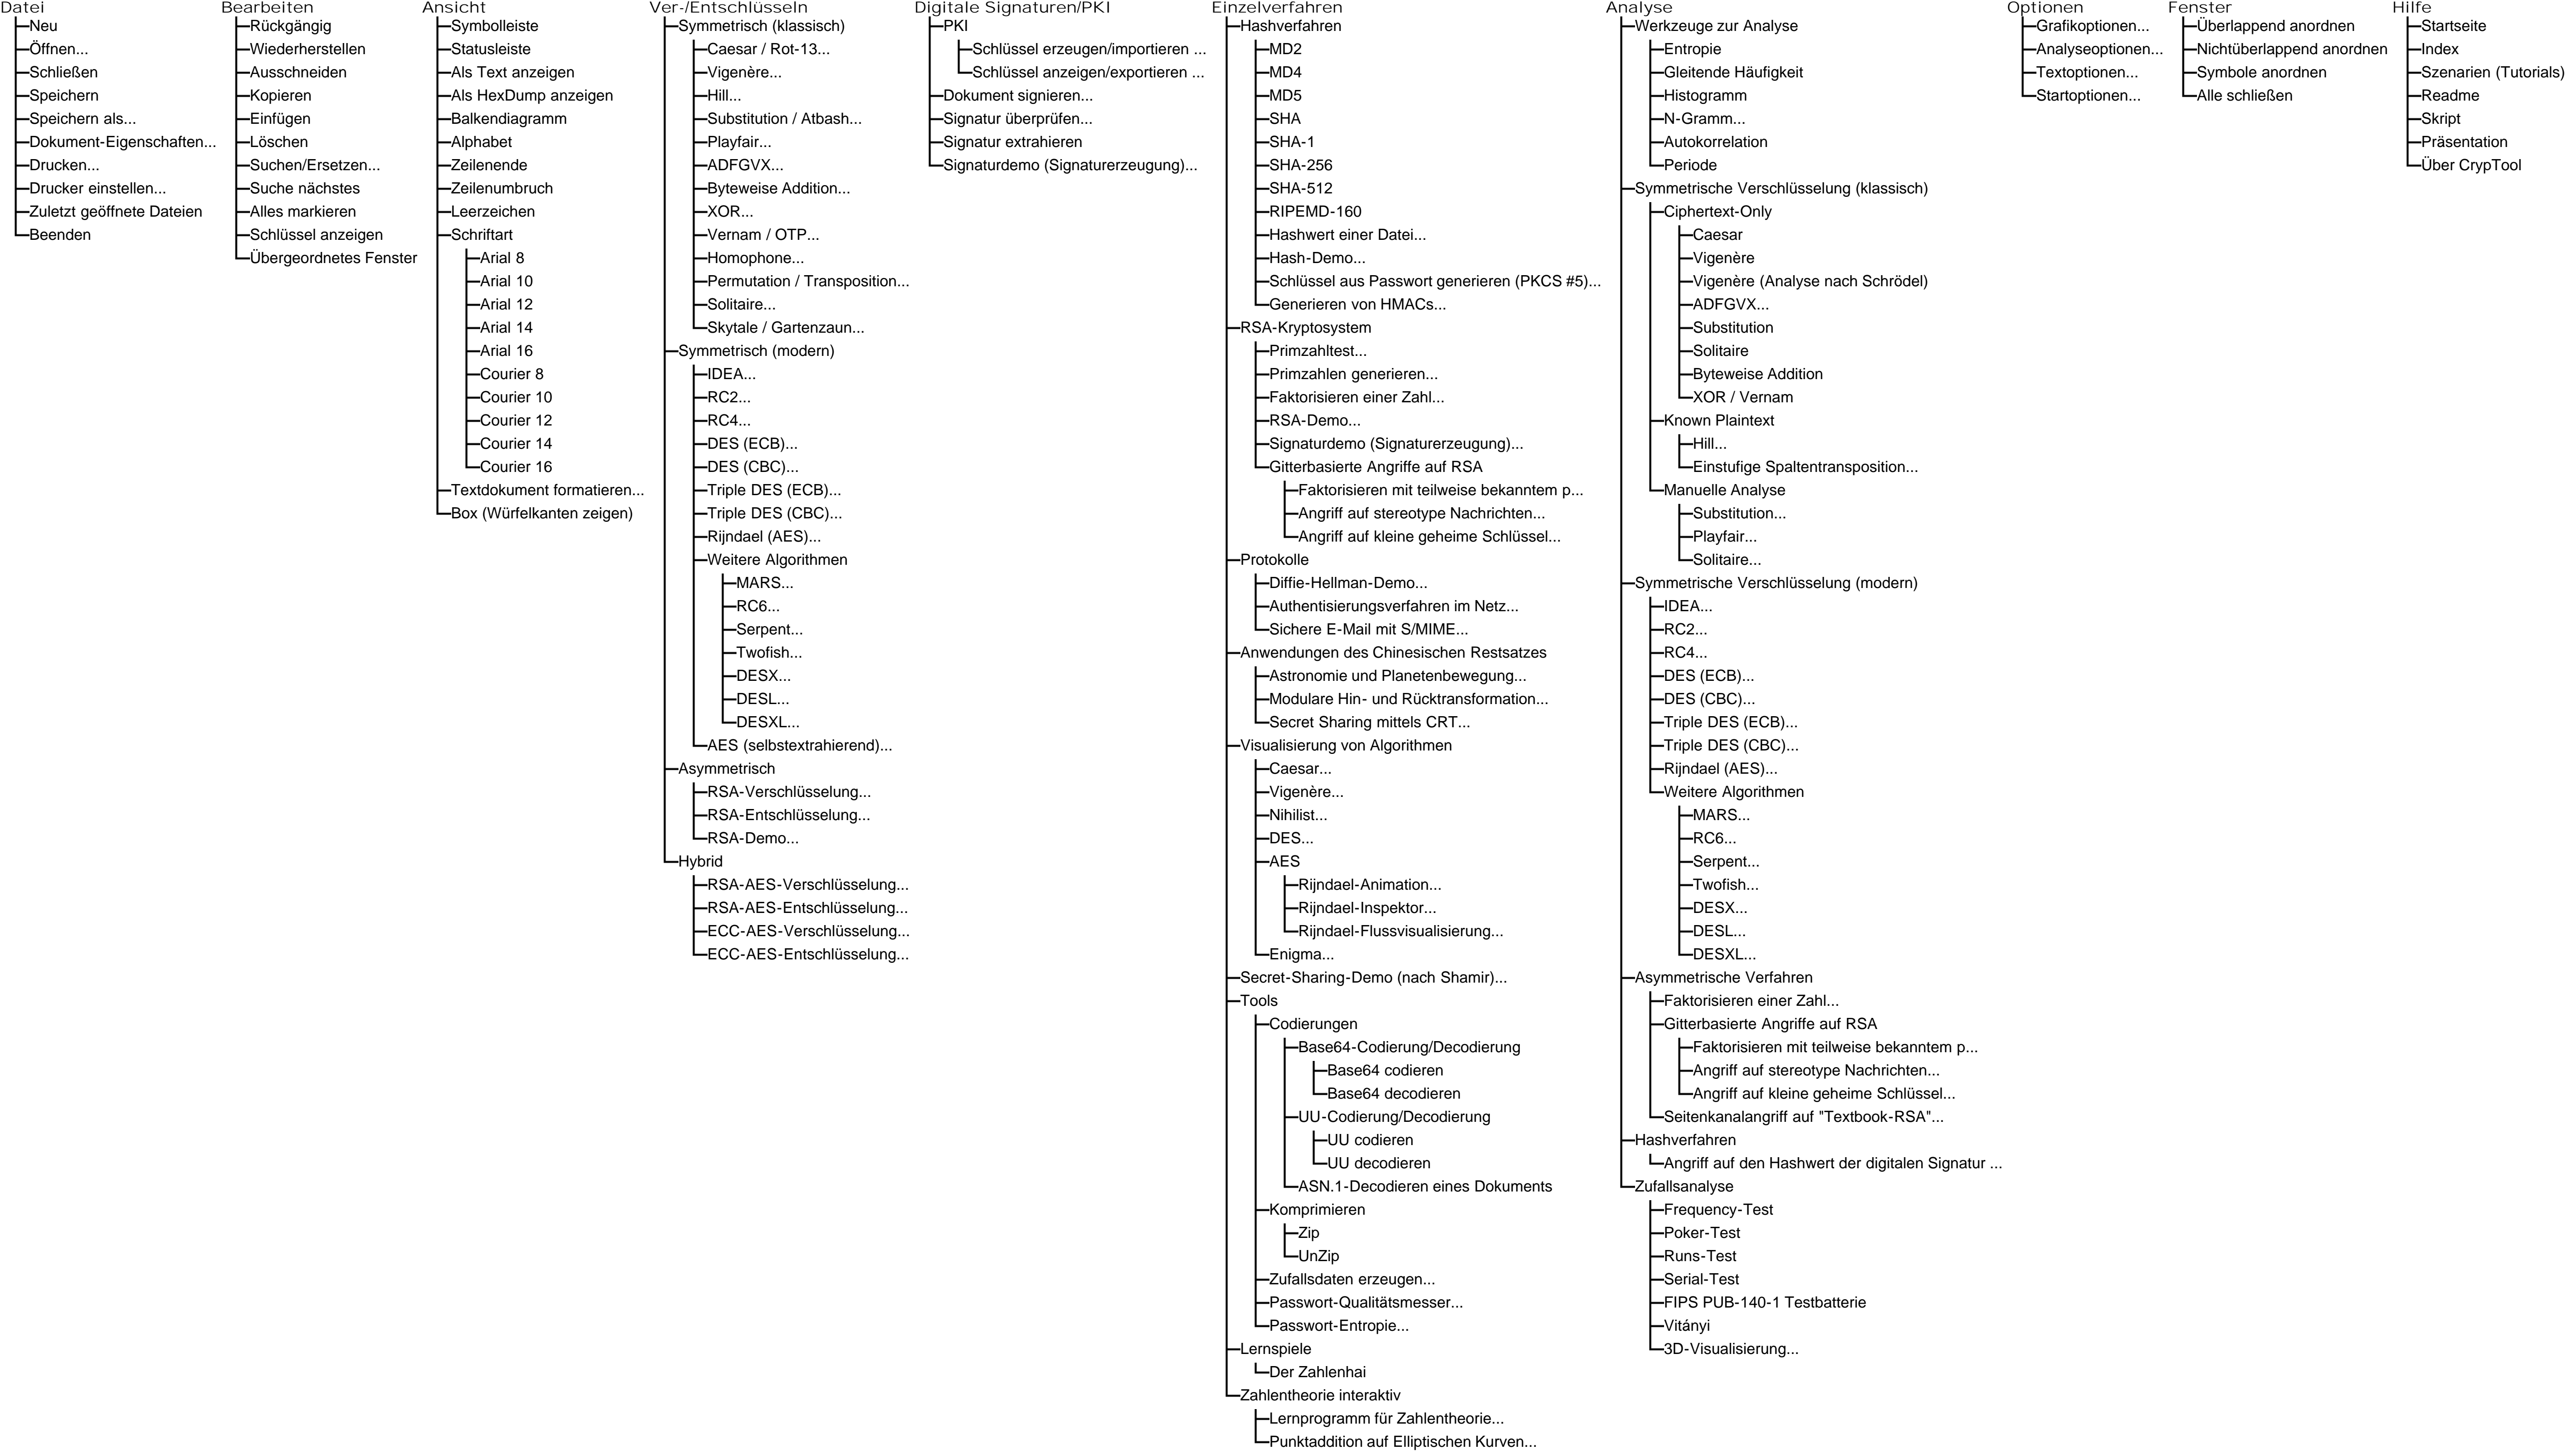 Datei
Neu
Öffnen...
Schließen
Speichern
Speichern als...
Dokument-Eigenschaften...
Drucken...
Drucker einstellen...
Zuletzt geöffnete Dateien
Beenden
Bearbeiten
Rückgängig
Wiederherstellen
Ausschneiden
Kopieren
Einfügen
Löschen
Suchen/Ersetzen...
Suche nächstes
Alles markieren
Schlüssel anzeigen
Übergeordnetes Fenster
Ansicht
Symbolleiste
Statusleiste
Als Text anzeigen
Als HexDump anzeigen
Balkendiagramm
Alphabet
Zeilenende
Zeilenumbruch
Leerzeichen
Schriftart
Arial 8
Arial 10
Arial 12
Arial 14
Arial 16
Courier 8
Courier 10
Courier 12
Courier 14
Courier 16
Textdokument formatieren...
Box (Würfelkanten zeigen)
Ver-/Entschlüsseln
Symmetrisch (klassisch)
Caesar / Rot-13...
Vigenère...
Hill...
Substitution / Atbash...
Playfair...
ADFGVX...
Byteweise Addition...
XOR...
Vernam / OTP...
Homophone...
Permutation / Transposition...
Solitaire...
Skytale / Gartenzaun...
Symmetrisch (modern)
IDEA...
RC2...
RC4...
DES (ECB)...
DES (CBC)...
Triple DES (ECB)...
Triple DES (CBC)...
Rijndael (AES)...
Weitere Algorithmen
MARS...
RC6...
Serpent...
Twofish...
DESX...
DESL...
DESXL...
AES (selbstextrahierend)...
Asymmetrisch
RSA-Verschlüsselung...
RSA-Entschlüsselung...
RSA-Demo...
Hybrid
RSA-AES-Verschlüsselung...
RSA-AES-Entschlüsselung...
ECC-AES-Verschlüsselung...
ECC-AES-Entschlüsselung...
Digitale Signaturen/PKI
PKI
Schlüssel erzeugen/importieren ...
Schlüssel anzeigen/exportieren ...
Dokument signieren...
Signatur überprüfen...
Signatur extrahieren
Signaturdemo (Signaturerzeugung)...
Einzelverfahren
Hashverfahren
MD2
MD4
MD5
SHA
SHA-1
SHA-256
SHA-512
RIPEMD-160
Hashwert einer Datei...
Hash-Demo...
Schlüssel aus Passwort generieren (PKCS #5)...
Generieren von HMACs...
RSA-Kryptosystem
Primzahltest...
Primzahlen generieren...
Faktorisieren einer Zahl...
RSA-Demo...
Signaturdemo (Signaturerzeugung)...
Gitterbasierte Angriffe auf RSA
Faktorisieren mit teilweise bekanntem p...
Angriff auf stereotype Nachrichten...
Angriff auf kleine geheime Schlüssel...
Protokolle
Diffie-Hellman-Demo...
Authentisierungsverfahren im Netz...
Sichere E-Mail mit S/MIME...
Anwendungen des Chinesischen Restsatzes
Astronomie und Planetenbewegung...
Modulare Hin- und Rücktransformation...
Secret Sharing mittels CRT...
Visualisierung von Algorithmen
Caesar...
Vigenère...
Nihilist...
DES...
AES
Rijndael-Animation...
Rijndael-Inspektor...
Rijndael-Flussvisualisierung...
Enigma...
Secret-Sharing-Demo (nach Shamir)...
Tools
Codierungen
Base64-Codierung/Decodierung
Base64 codieren
Base64 decodieren
UU-Codierung/Decodierung
UU codieren
UU decodieren
ASN.1-Decodieren eines Dokuments
Komprimieren
Zip
UnZip
Zufallsdaten erzeugen...
Passwort-Qualitätsmesser...
Passwort-Entropie...
Lernspiele
Der Zahlenhai
Zahlentheorie interaktiv
Lernprogramm für Zahlentheorie...
Punktaddition auf Elliptischen Kurven...
Analyse
Werkzeuge zur Analyse
Entropie
Gleitende Häufigkeit
Histogramm
N-Gramm...
Autokorrelation
Periode
Symmetrische Verschlüsselung (klassisch)
Ciphertext-Only
Caesar
Vigenère
Vigenère (Analyse nach Schrödel)
ADFGVX...
Substitution
Solitaire
Byteweise Addition
XOR / Vernam
Known Plaintext
Hill...
Einstufige Spaltentransposition...
Manuelle Analyse
Substitution...
Playfair...
Solitaire...
Symmetrische Verschlüsselung (modern)
IDEA...
RC2...
RC4...
DES (ECB)...
DES (CBC)...
Triple DES (ECB)...
Triple DES (CBC)...
Rijndael (AES)...
Weitere Algorithmen
MARS...
RC6...
Serpent...
Twofish...
DESX...
DESL...
DESXL...
Asymmetrische Verfahren
Faktorisieren einer Zahl...
Gitterbasierte Angriffe auf RSA
Faktorisieren mit teilweise bekanntem p...
Angriff auf stereotype Nachrichten...
Angriff auf kleine geheime Schlüssel...
Seitenkanalangriff auf "Textbook-RSA"...
Hashverfahren
Angriff auf den Hashwert der digitalen Signatur ...
Zufallsanalyse
Frequency-Test
Poker-Test
Runs-Test
Serial-Test
FIPS PUB-140-1 Testbatterie
Vitányi
3D-Visualisierung...
Optionen
Grafikoptionen...
Analyseoptionen...
Textoptionen...
Startoptionen...
Fenster
Überlappend anordnen
Nichtüberlappend anordnen
Symbole anordnen
Alle schließen
Hilfe
Startseite
Index
Szenarien (Tutorials)
Readme
Skript
Präsentation
Über CrypTool